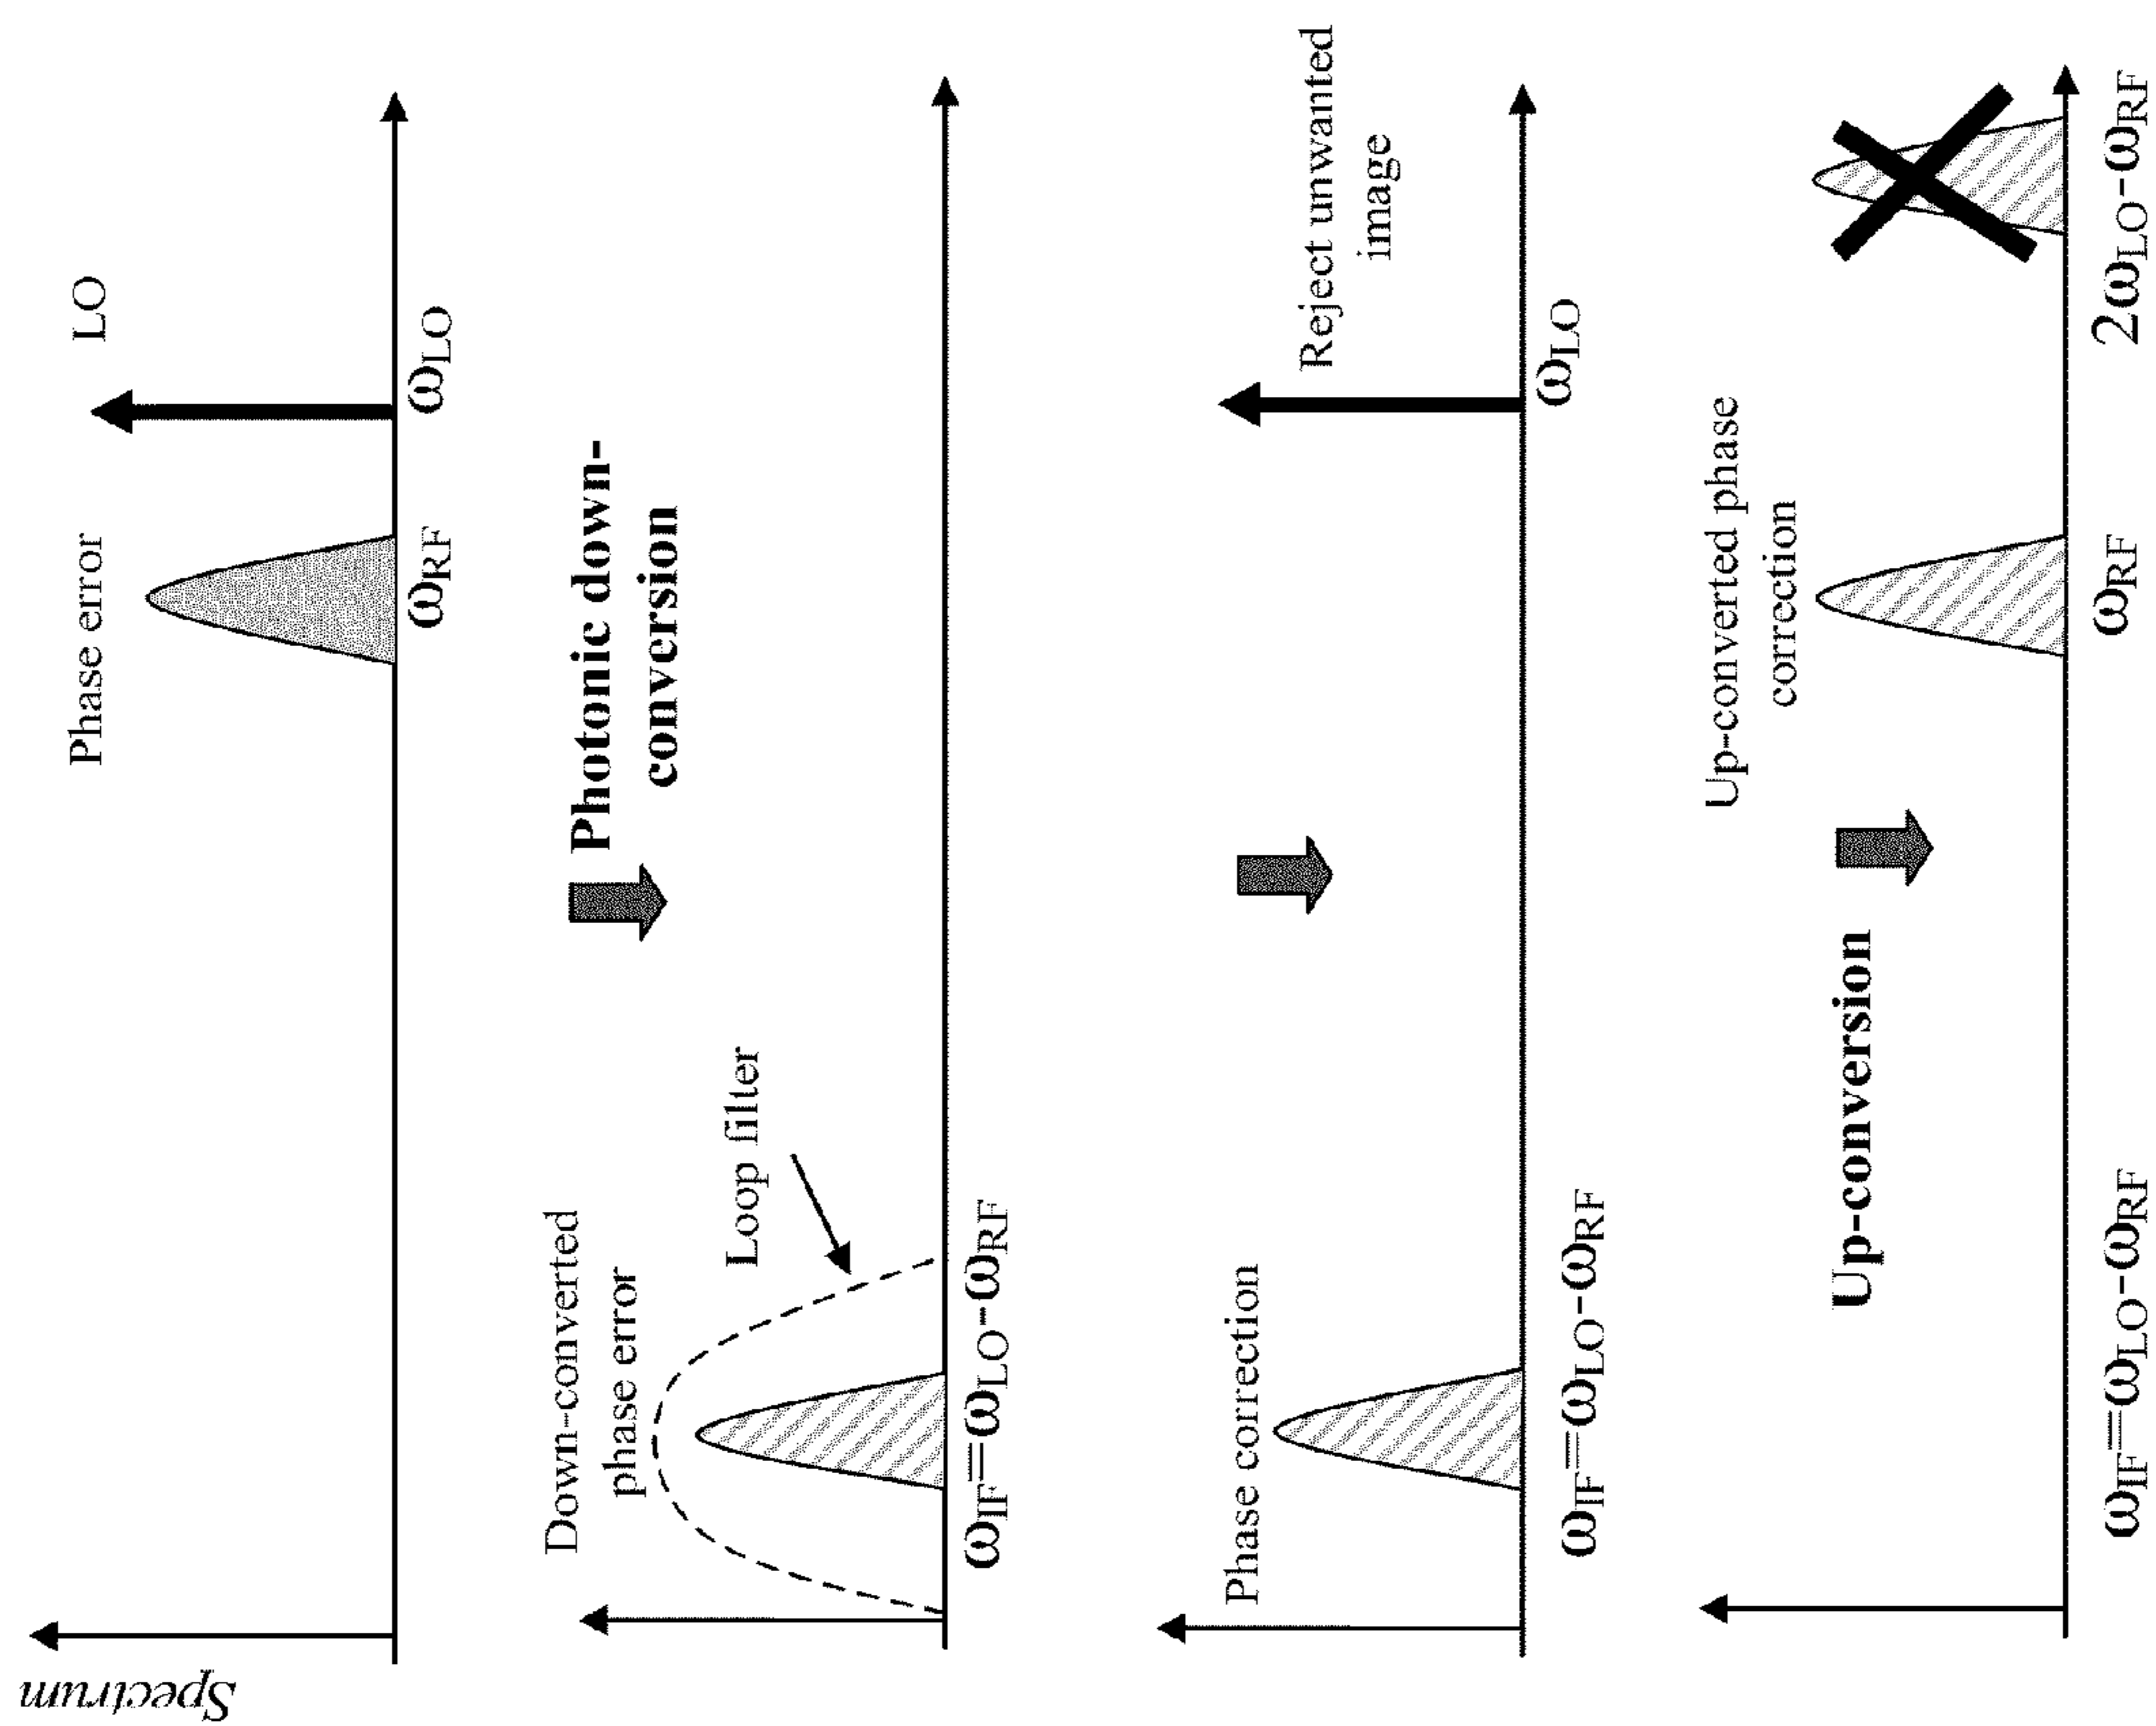 Spectrum
Phase error
LO
ωRF
ωLO
Photonic down-
conversion
Down-converted
phase error
Loop filter
ωIF=ωLO-ωRF
Phase correction
Reject unwanted
image
ωIF=ωLO-ωRF
ωLO
Up-conversion
Up-converted phase
correction
ωIF=ωLO-ωRF
ωRF
2ωLO-ωRF